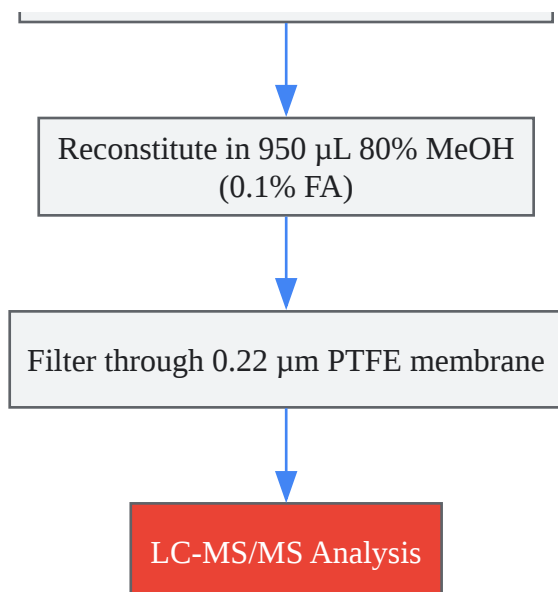 Reconstitute in 950 µL 80% MeOH
(0.1% FA)
Filter through 0.22 µm PTFE membrane
LC-MS/MS Analysis